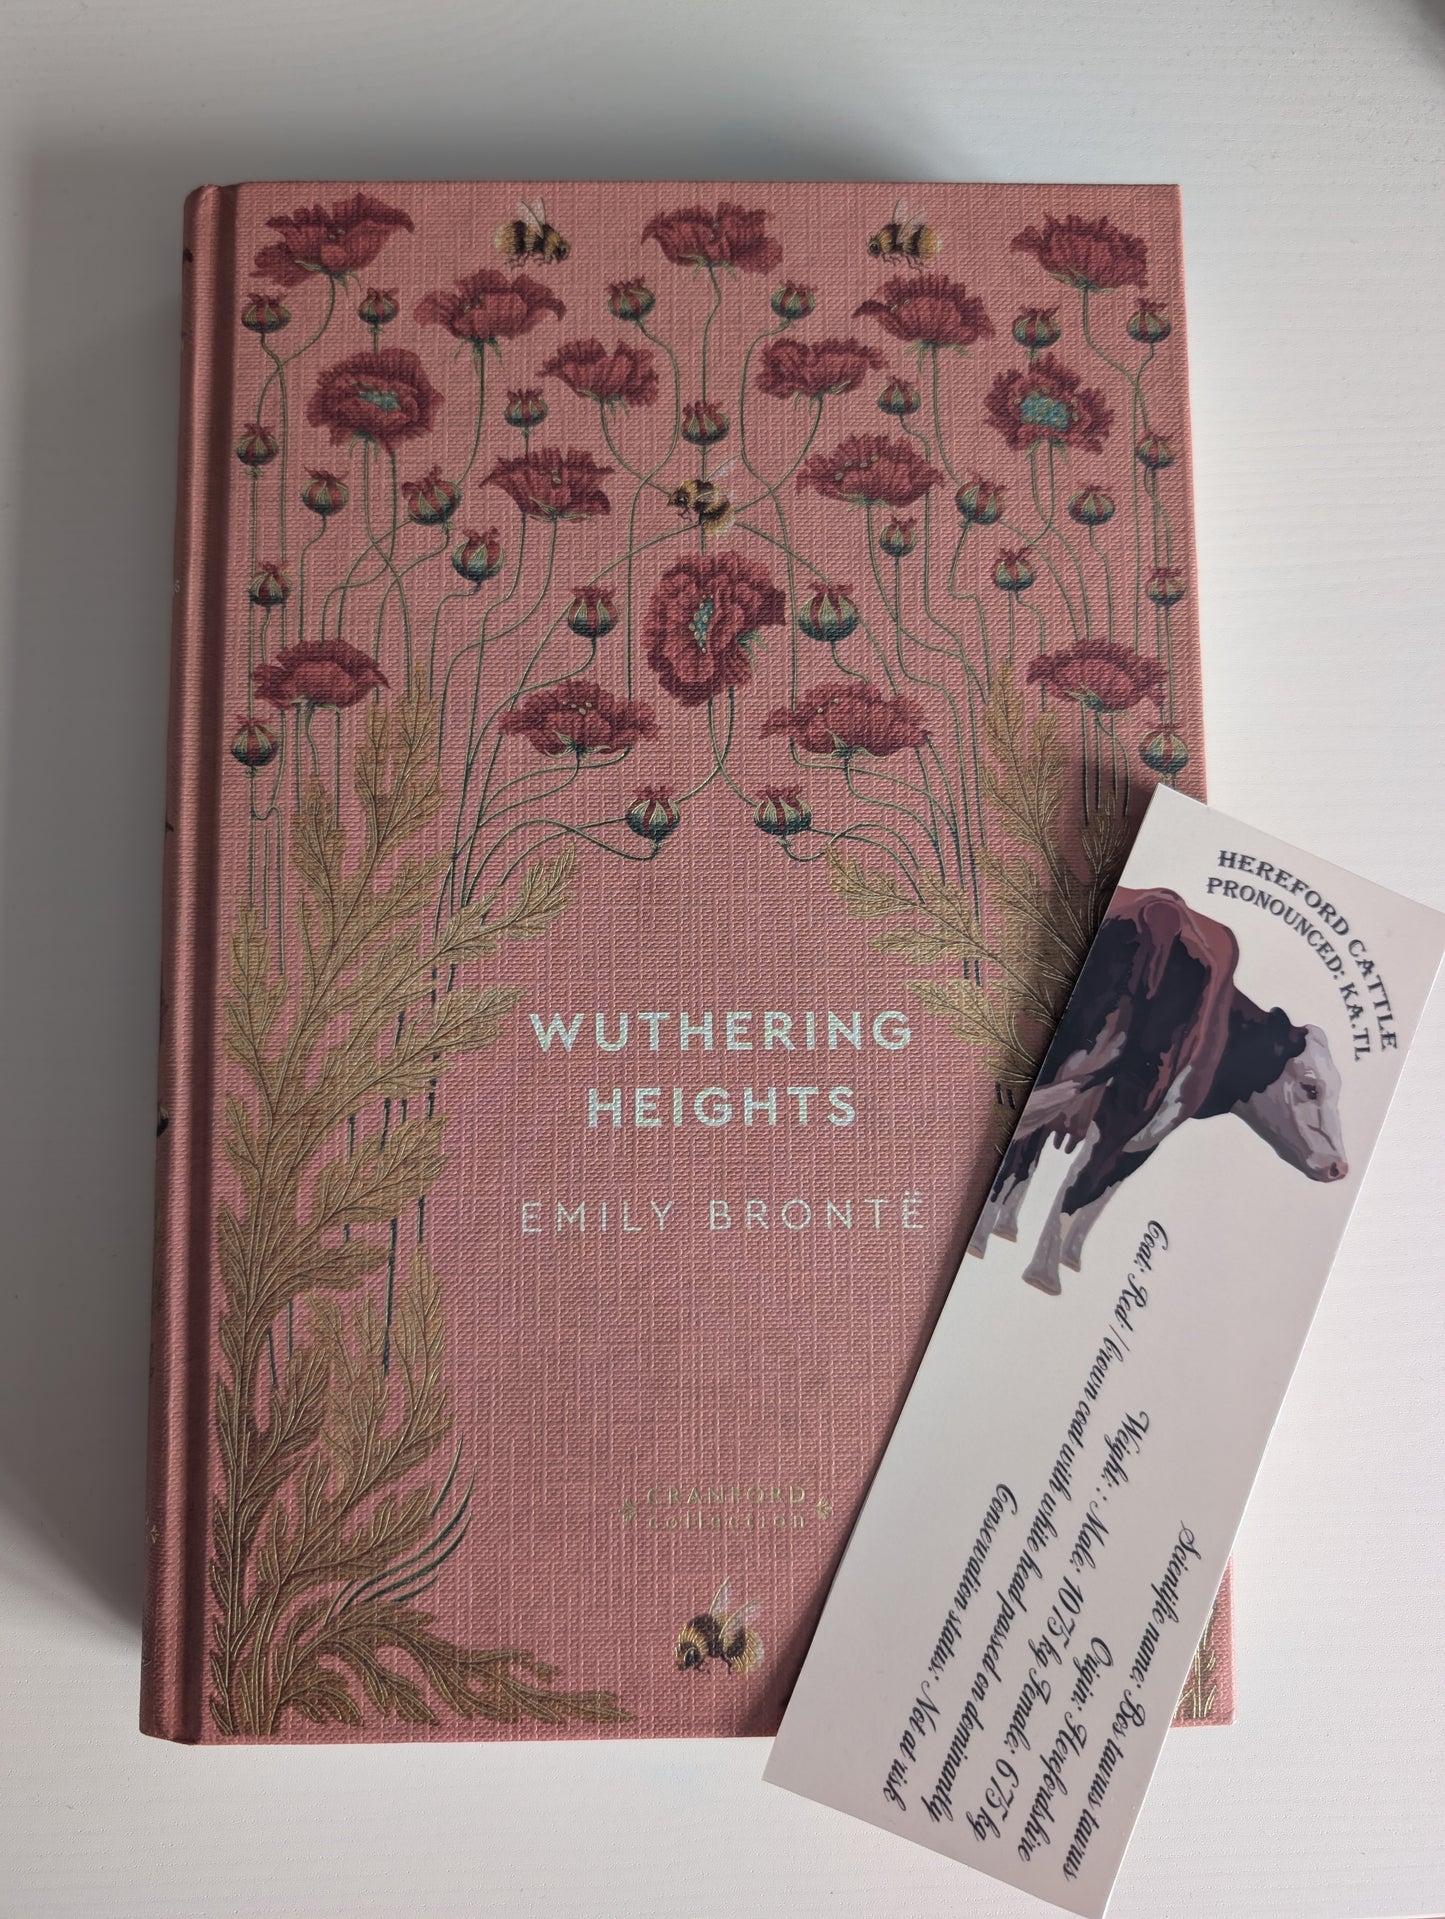 WUTHERING
HEIGHTS
EMILY BRONTË
CRANFORD
collection
HEREFORD CATTLE
PRONOUNCED: KA.TL
Scientific name: Bos taurus taurus
Origin: Herefordshire
Weight: : Male: 1075 kg Female: 675 kg
Coat: Red / brown coat with white head passed on dominantly
Conservation status: Not at risk